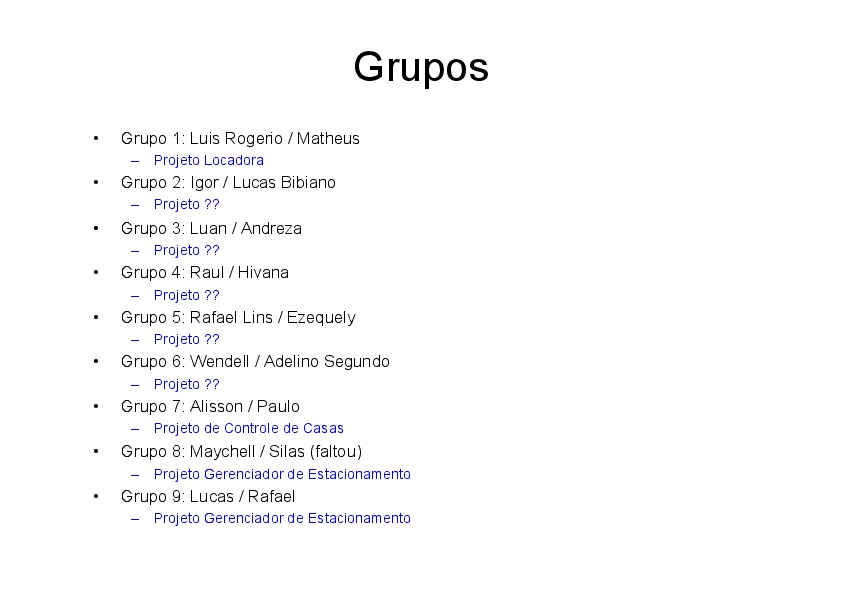 Grupos
• Grupo 1: Luis Rogerio / Matheus
– Projeto Locadora
• Grupo 2: Igor / Lucas Bibiano
– Projeto ??
• Grupo 3: Luan / Andreza
– Projeto ??
• Grupo 4: Raul / Hivana
– Projeto ??
• Grupo 5: Rafael Lins / Ezequely
– Projeto ??
• Grupo 6: Wendell / Adelino Segundo
– Projeto ??
• Grupo 7: Alisson / Paulo
– Projeto de Controle de Casas
• Grupo 8: Maychell / Silas (faltou)
– Projeto Gerenciador de Estacionamento
• Grupo 9: Lucas / Rafael
– Projeto Gerenciador de Estacionamento